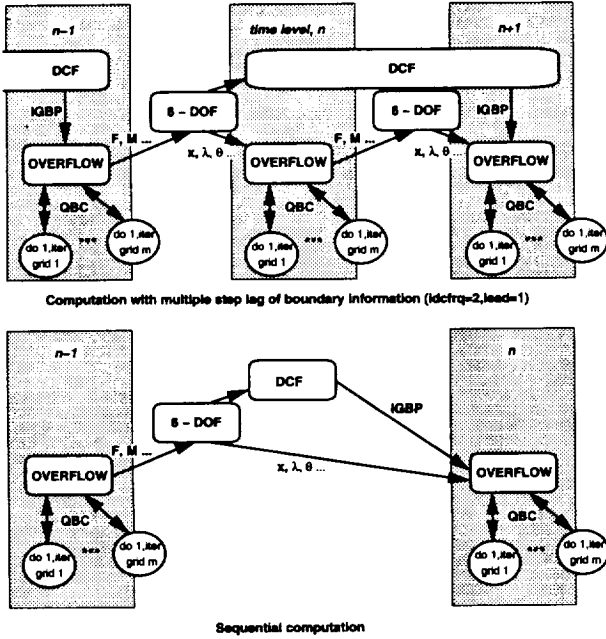 n–1
time level, n
n+1
DCF
DCF
6 – DOF
6 – DOF
IGBP
IGBP
F, M ...
F, M ...
x, λ, θ ...
x, λ, θ ...
OVERFLOW
OVERFLOW
OVERFLOW
QBC
QBC
QBC
do 1,iter
grid 1
***
do 1,iter
grid m
do 1,iter
grid 1
***
do 1,iter
grid m
do 1,iter
grid 1
***
do 1,iter
grid m
Computation with multiple step lag of boundary information (idcfrq=2,lead=1)
n–1
n
DCF
6 – DOF
IGBP
F, M ...
x, λ, θ ...
OVERFLOW
OVERFLOW
QBC
QBC
do 1,iter
grid 1
***
do 1,iter
grid m
do 1,iter
grid 1
***
do 1,iter
grid m
Sequential computation